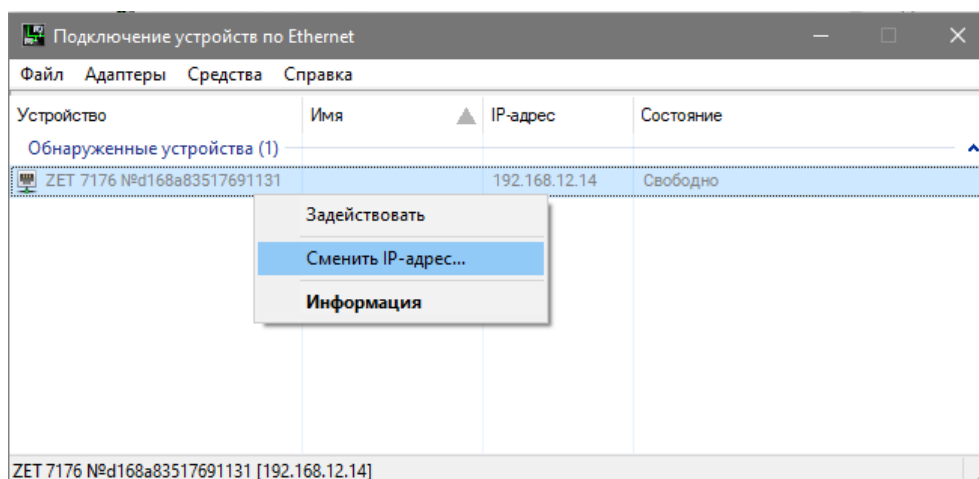 Подключение устройств по Ethernet
Файл Адаптеры Средства Справка
Устройство Имя IP-адрес Состояние
Обнаруженные устройства (1)
ZET 7176 №d168a83517691131 192.168.12.14 Свободно
Задействовать
Сменить IP-адрес...
Информация
ZET 7176 №d168a83517691131 [192.168.12.14]